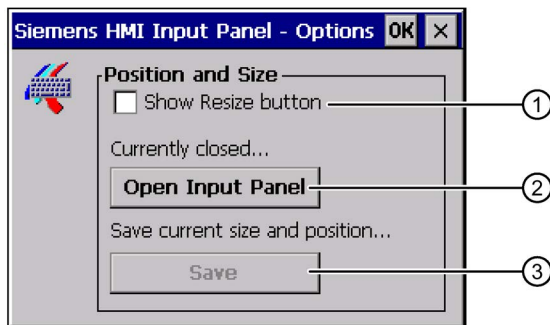 Siemens HMI Input Panel - Options OK ×
Position and Size
Show Resize button
1
Currently closed...
Open Input Panel
2
Save current size and position...
Save
3